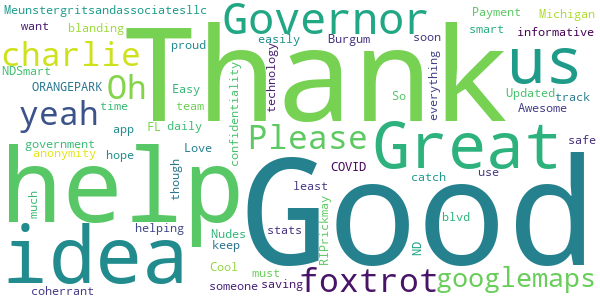 Meunstergritsandassociatesllc
Governor
Payment
Michigan
want
blanding
Thank
proud
easily
Burgum
soon
smart
informative
charlie
us
NDSmart
Oh
technology
RIPrickmay
everything
ORANGEPARK
Easy
team
confidentiality
So
Updated
track
time
Awesome
yeah
app
FL
daily
Please
Great
safe
government
anonymity
hope
Love
though
COVID
catch
use
help
Good
least
much
Nudes
blvd
helping
stats
idea
keep
ND
Cool
must
foxtrot
googlemaps
coherrant
someone
saving